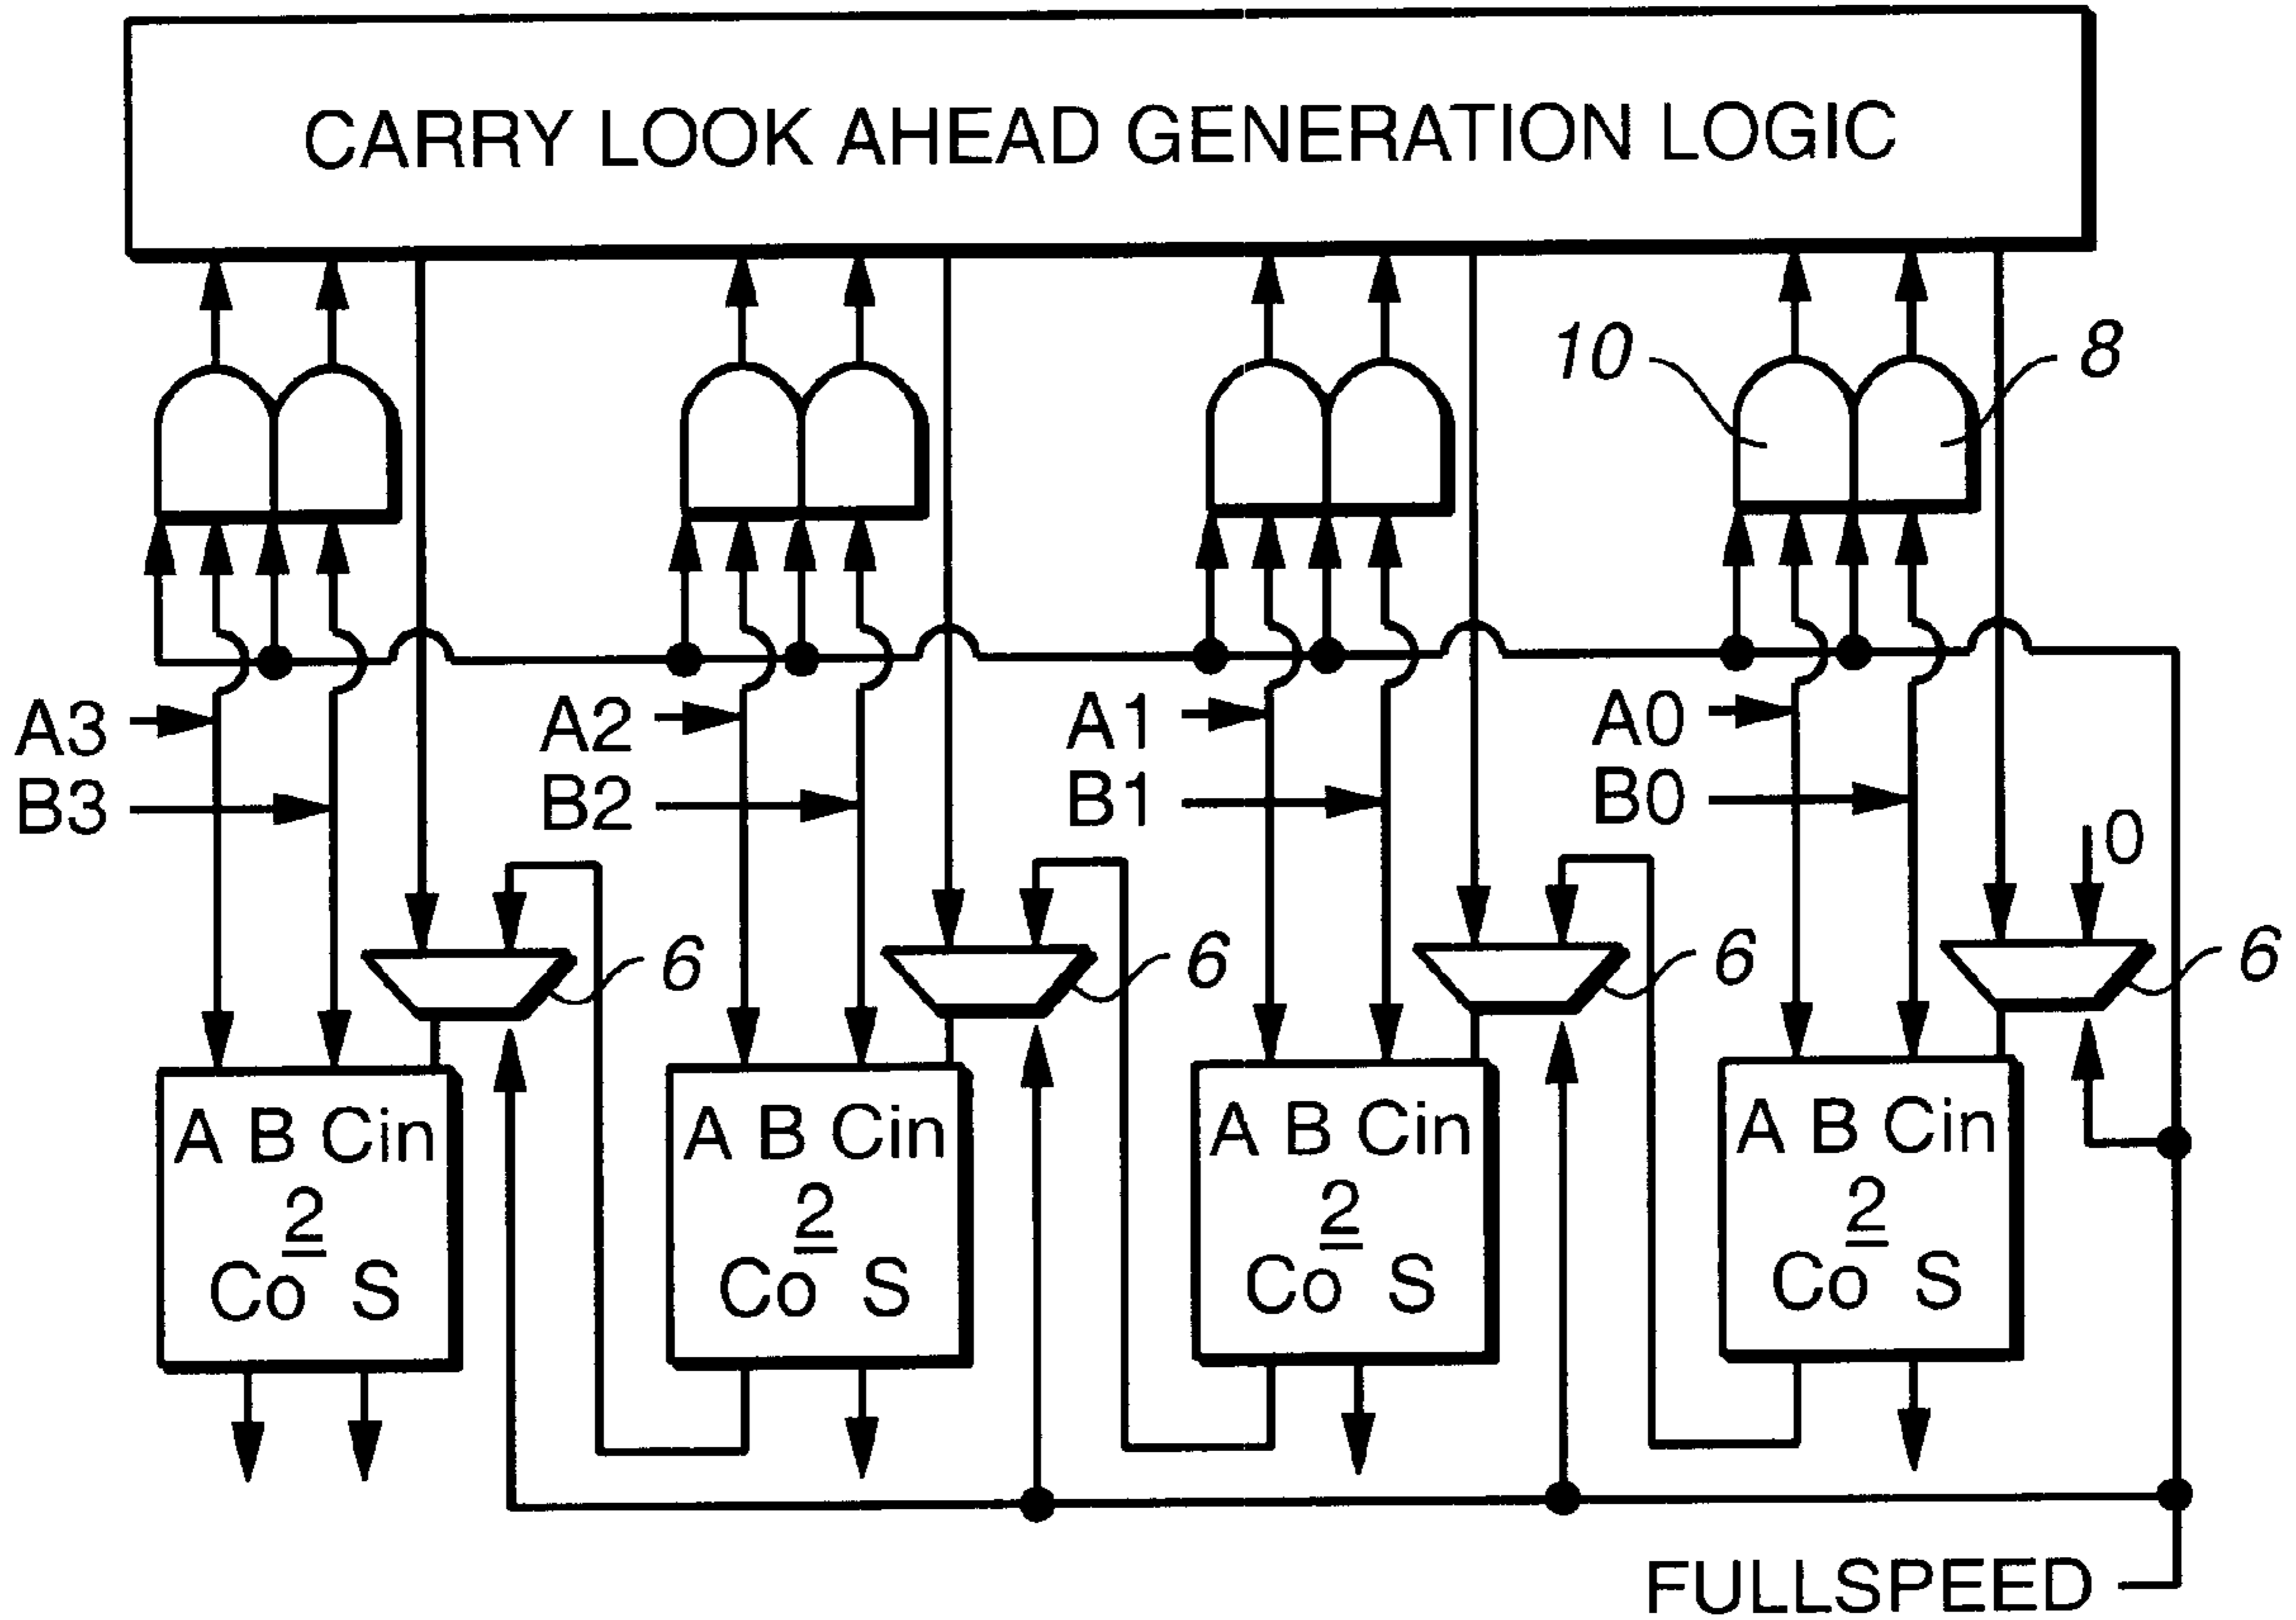 CARRY LOOK AHEAD GENERATION LOGIC
10 8
A3 A2 A1 A0
B3 B2 B1 B0
0
6 6 6 6
A B Cin A B Cin A B Cin A B Cin
2 2 2 2
Co S Co S Co S Co S
FULLSPEED